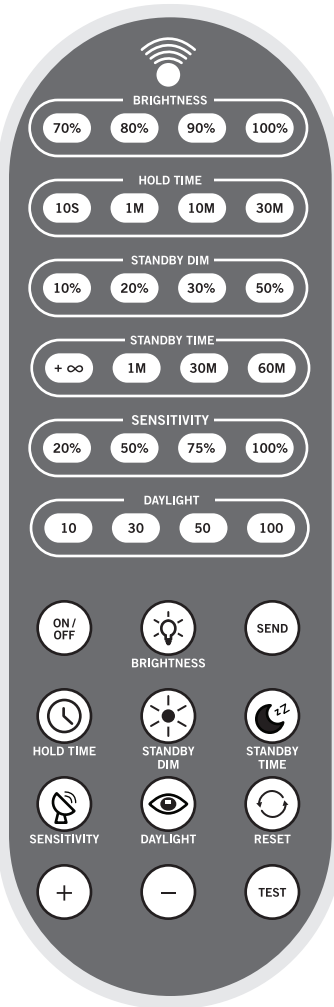 BRIGHTNESS
70% 80% 90% 100%
HOLD TIME
10S 1M 10M 30M
STANDBY DIM
10% 20% 30% 50%
STANDBY TIME
+ ∞ 1M 30M 60M
SENSITIVITY
20% 50% 75% 100%
DAYLIGHT
10 30 50 100
ON /
OFF
BRIGHTNESS
SEND
HOLD TIME
STANDBY
DIM
zZ
STANDBY
TIME
SENSITIVITY
DAYLIGHT
RESET
+ − TEST